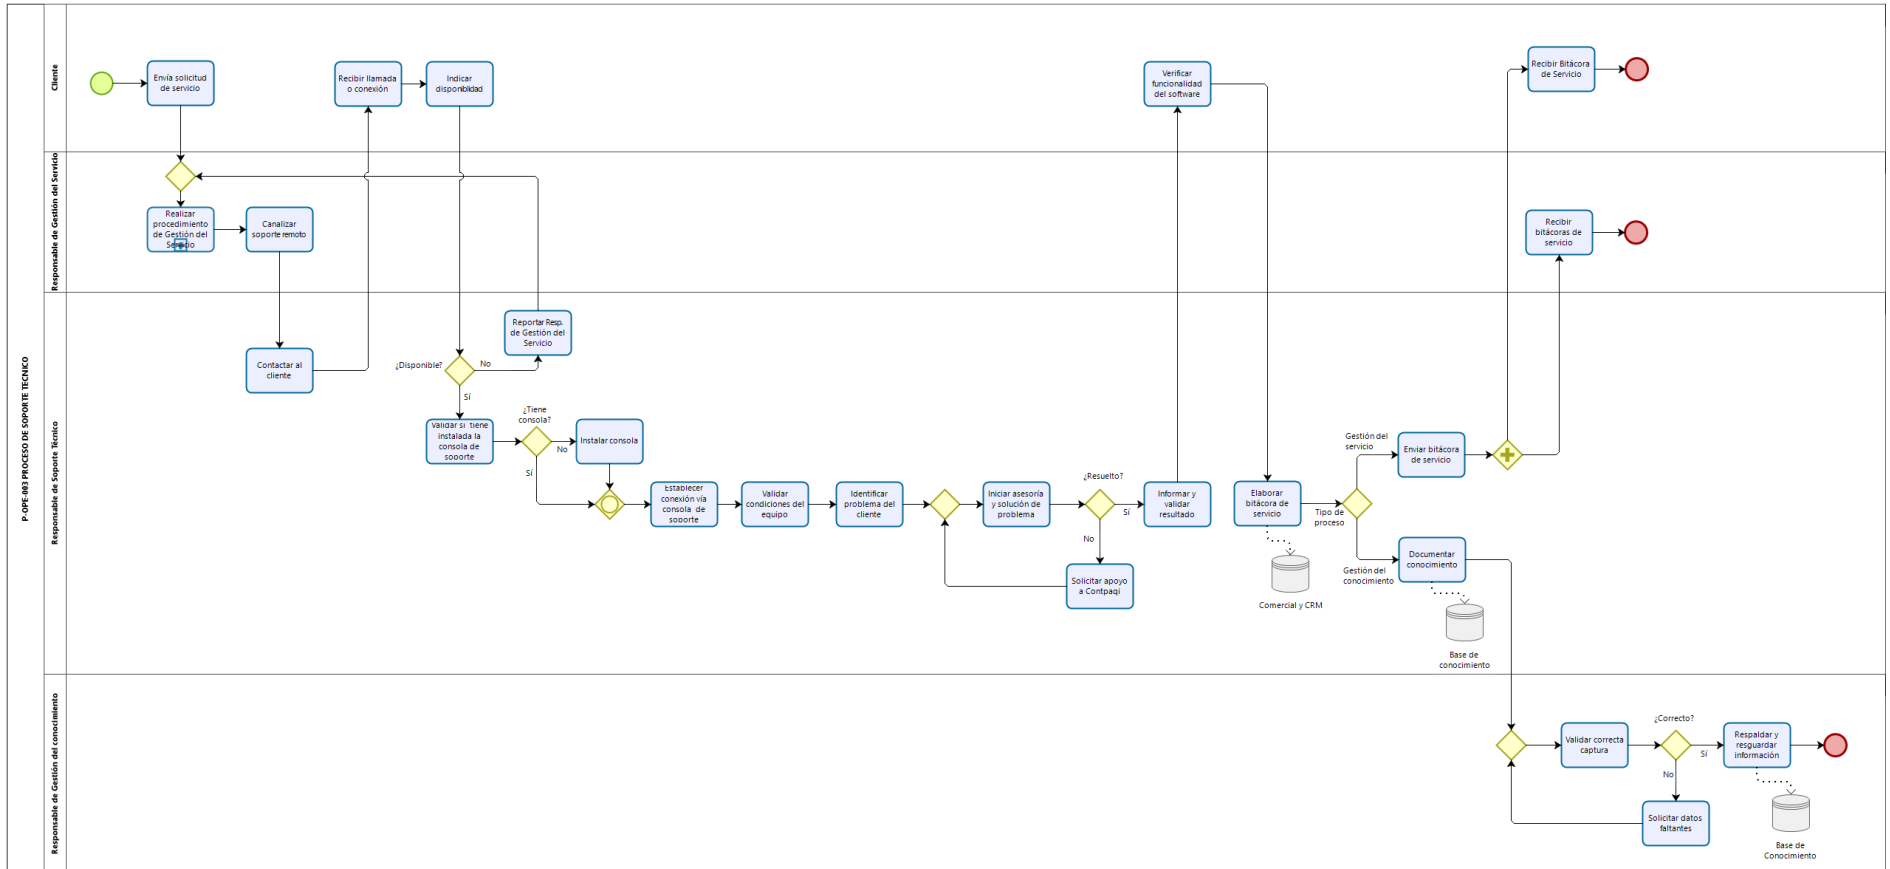 P-OPE-003 PROCESO DE SOPORTE TECNICO
Cliente
Envía solicitud
de servicio
Recibir llamada
o conexión
Indicar
disponiblidad
Verificar
funcionalidad
del software
Recibir Bitácora
de Servicio
Responsable de Gestión del Servicio
Realizar
procedimiento
de Gestión del
Servicio
Canalizar
soporte remoto
Recibir
bitácoras de
servicio
Responsable de Soporte Técnico
Contactar al
cliente
Reportar Resp.
de Gestión del
Servicio
¿Disponible?
No
Sí
Validar si tiene
instalada la
consola de
soporte
¿Tiene
consola?
No
Sí
Instalar consola
Establecer
conexión vía
consola de
soporte
Validar
condiciones del
equipo
Identificar
problema del
cliente
Iniciar asesoría
y solución de
problema
¿Resuelto?
Sí
No
Solicitar apoyo
a Contpaqi
Informar y
validar
resultado
Elaborar
bitácora de
servicio
Comercial y CRM
Tipo de
proceso
Gestión del
servicio
Enviar bitácora
de servicio
Gestión del
conocimiento
Documentar
conocimiento
Base de
conocimiento
Responsable de Gestión del conocimiento
Validar correcta
captura
¿Correcto?
Sí
No
Respaldar y
resguardar
información
Solicitar datos
faltantes
Base de
Conocimiento